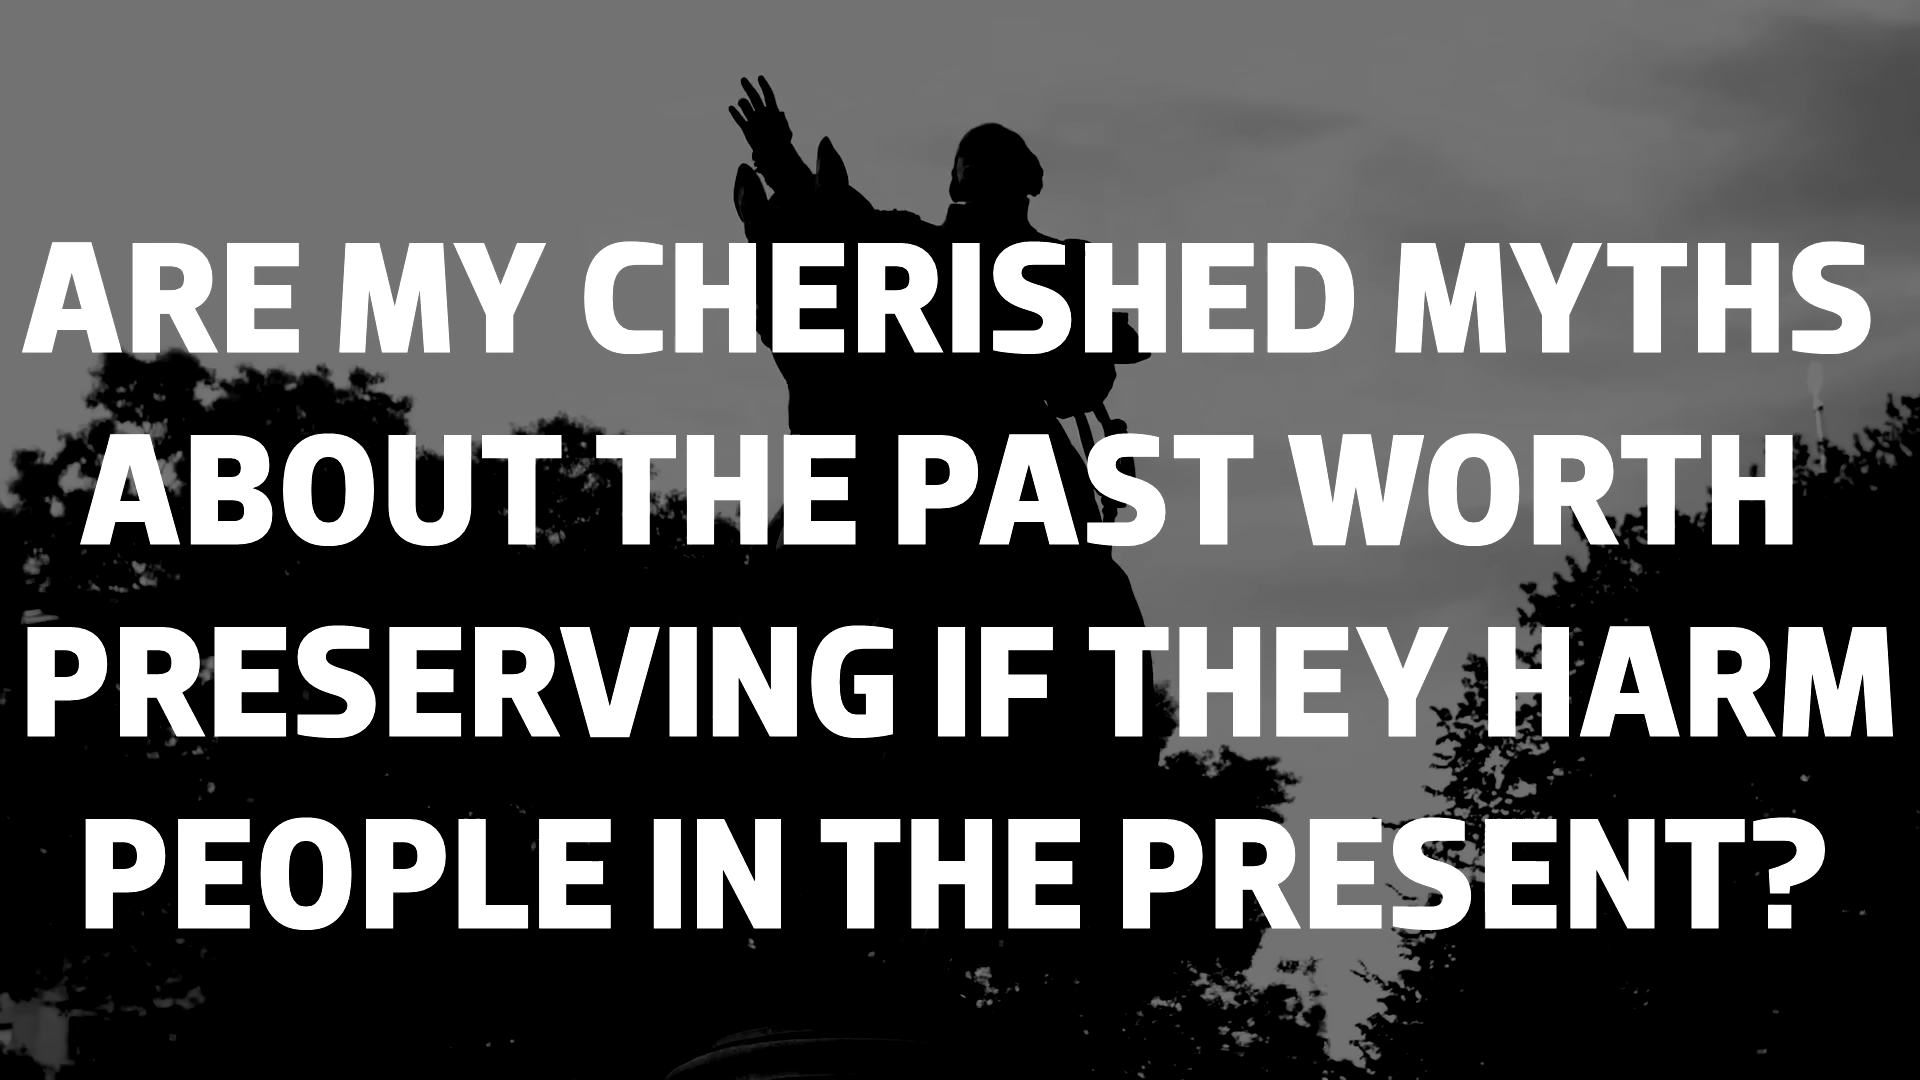 ARE MY CHERISHED MYTHS
ABOUT THE PAST WORTH
PRESERVING IF THEY HARM
PEOPLE IN THE PRESENT?